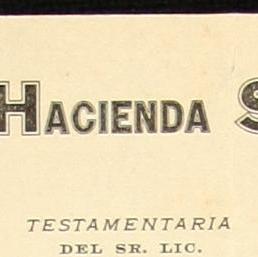 HACIENDA S
TESTAMENTARIA
DEL SR. LIC.